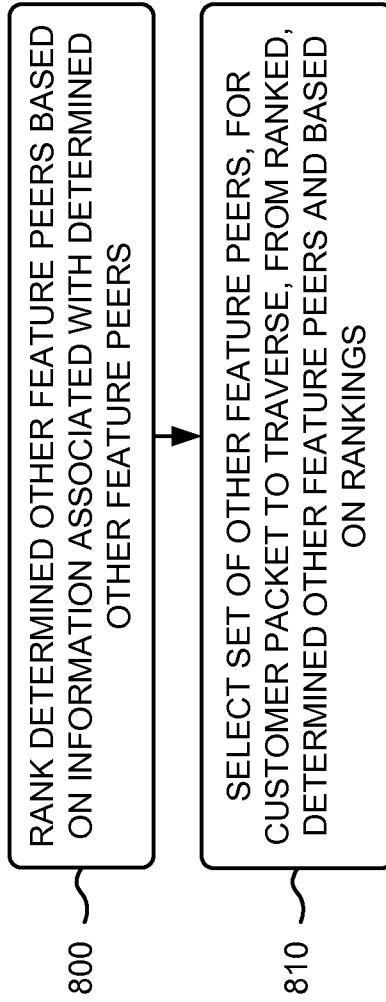 800
RANK DETERMINED OTHER FEATURE PEERS BASED
ON INFORMATION ASSOCIATED WITH DETERMINED
OTHER FEATURE PEERS
810
SELECT SET OF OTHER FEATURE PEERS, FOR
CUSTOMER PACKET TO TRAVERSE, FROM RANKED,
DETERMINED OTHER FEATURE PEERS AND BASED
ON RANKINGS